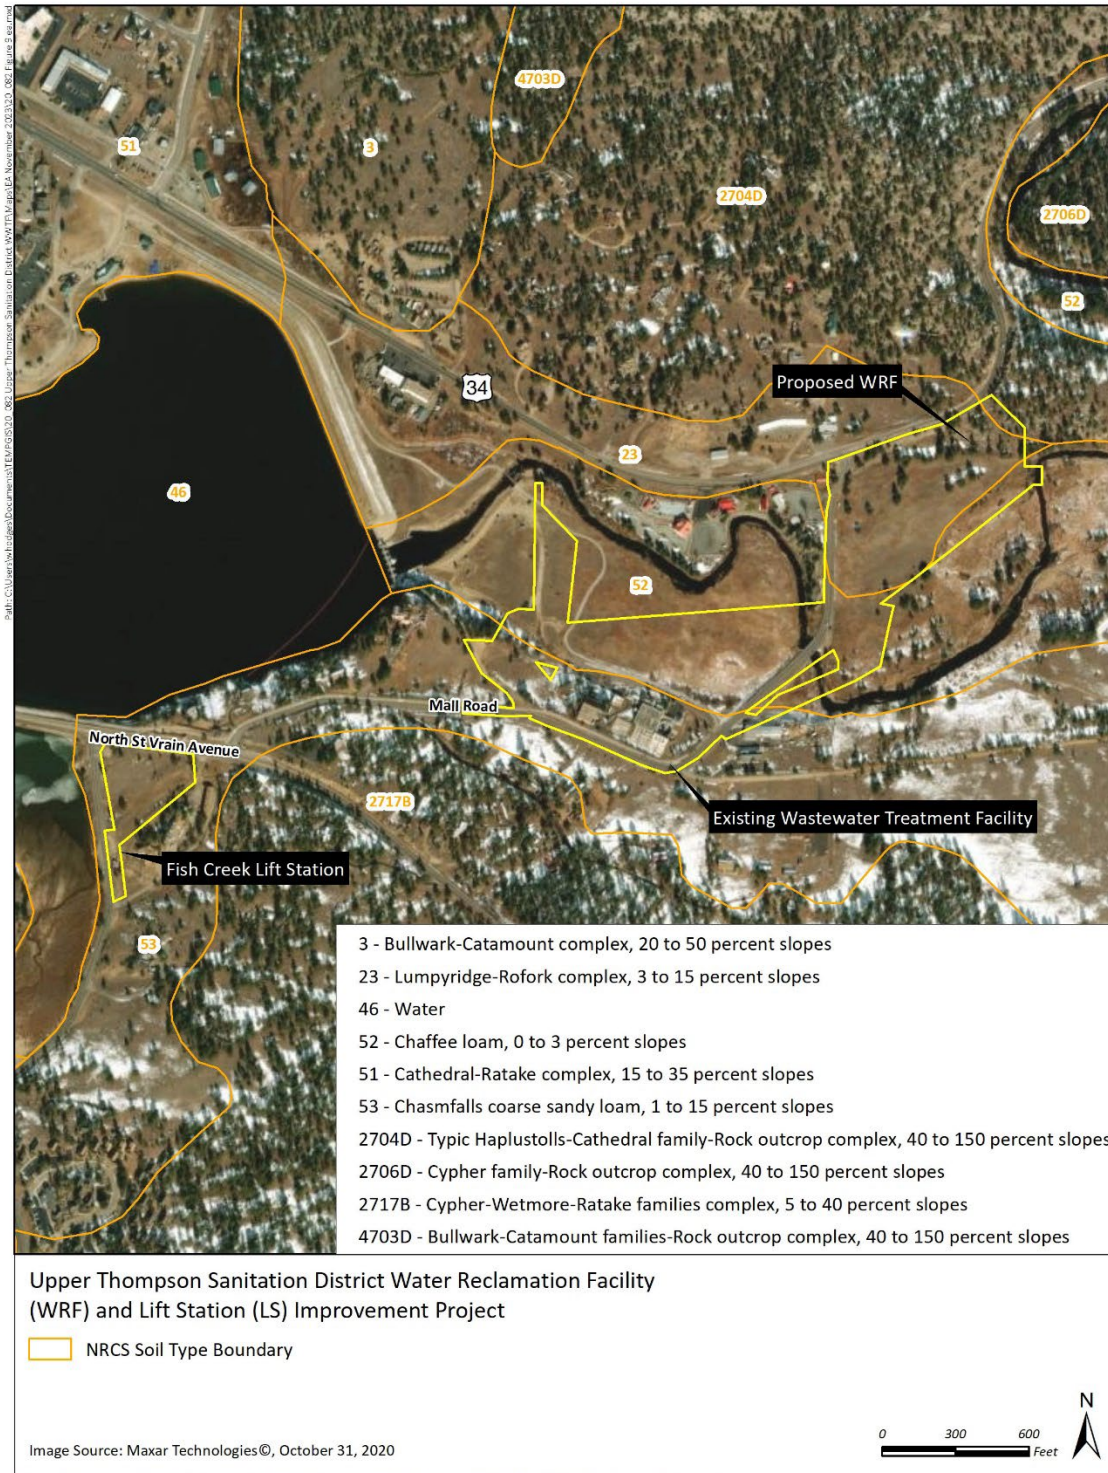 4703D
51
3
2704D
2706D
52
Proposed WRF
34
23
46
52
Mall Road
North St Vrain Avenue
2717B
Existing Wastewater Treatment Facility
Fish Creek Lift Station
53
3 - Bullwark-Catamount complex, 20 to 50 percent slopes
23 - Lumpyridge-Rofork complex, 3 to 15 percent slopes
46 - Water
52 - Chaffee loam, 0 to 3 percent slopes
51 - Cathedral-Ratake complex, 15 to 35 percent slopes
53 - Chasmfalls coarse sandy loam, 1 to 15 percent slopes
2704D - Typic Haplustolls-Cathedral family-Rock outcrop complex, 40 to 150 percent slopes
2706D - Cypher family-Rock outcrop complex, 40 to 150 percent slopes
2717B - Cypher-Wetmore-Ratake families complex, 5 to 40 percent slopes
4703D - Bullwark-Catamount families-Rock outcrop complex, 40 to 150 percent slopes
Upper Thompson Sanitation District Water Reclamation Facility
(WRF) and Lift Station (LS) Improvement Project
NRCS Soil Type Boundary
N
0 300 600
Feet
Image Source: Maxar Technologies©, October 31, 2020